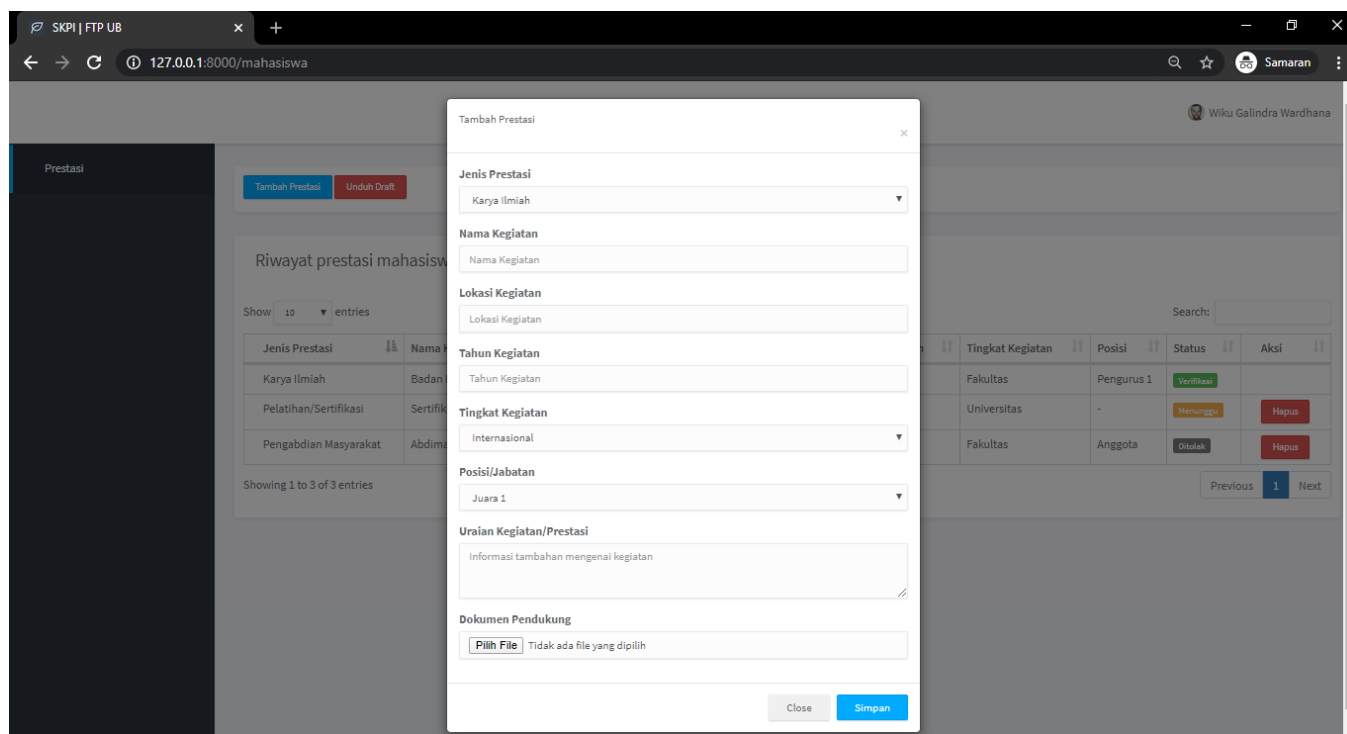 SKPI | FTP UB
127.0.0.1:8000/mahasiswa
Samaran
Wiku Galindra Wardhana
Prestasi
Tambah Prestasi Unduh Draft
Riwayat prestasi mahasisw
Show 10 entries
Search:
Jenis Prestasi Nama Tingkat Kegiatan Posisi Status Aksi
Karya Ilmiah Badan Fakultas Pengurus 1 Verifikasi
Pelatihan/Sertifikasi Sertifik Universitas - Menunggu Hapus
Pengabdian Masyarakat Abdima Fakultas Anggota Ditolak Hapus
Showing 1 to 3 of 3 entries
Previous 1 Next
Tambah Prestasi
×
Jenis Prestasi
Karya Ilmiah
Nama Kegiatan
Nama Kegiatan
Lokasi Kegiatan
Lokasi Kegiatan
Tahun Kegiatan
Tahun Kegiatan
Tingkat Kegiatan
Internasional
Posisi/Jabatan
Juara 1
Uraian Kegiatan/Prestasi
Informasi tambahan mengenai kegiatan
Dokumen Pendukung
Pilih File Tidak ada file yang dipilih
Close Simpan